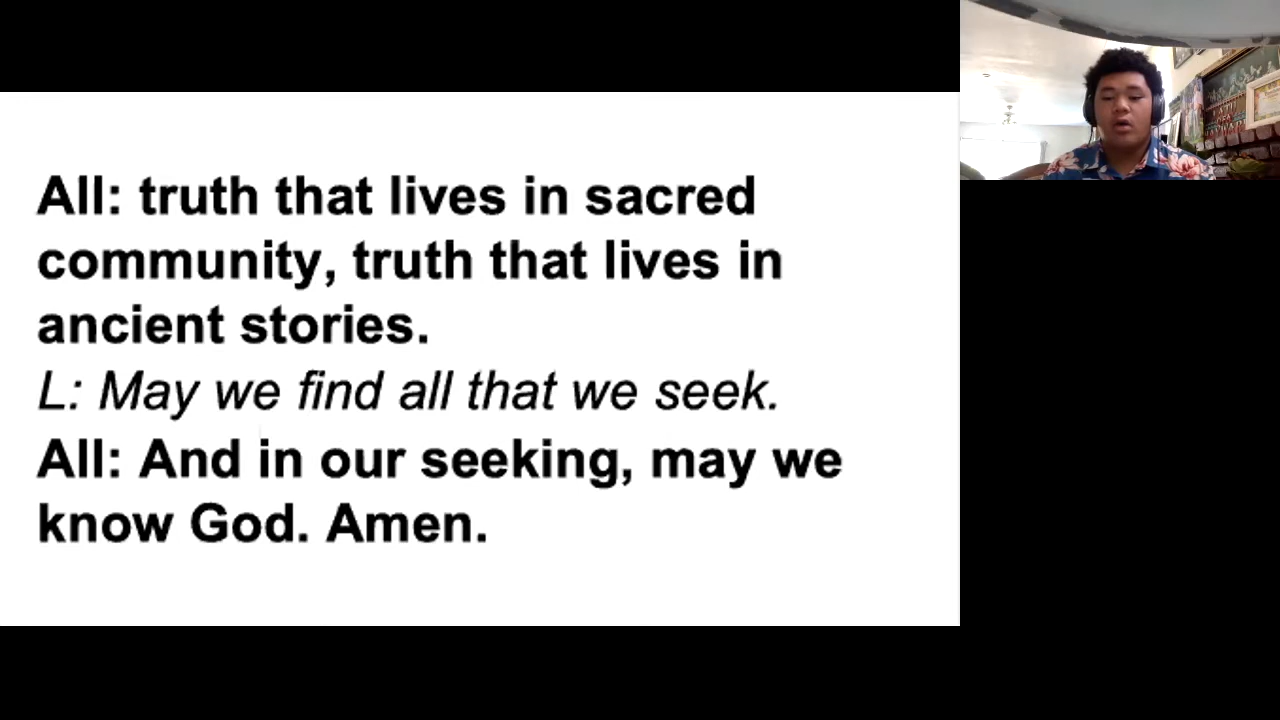 All: truth that lives in sacred
community, truth that lives in
ancient stories.
L: May we find all that we seek.
All: And in our seeking, may we
know God. Amen.